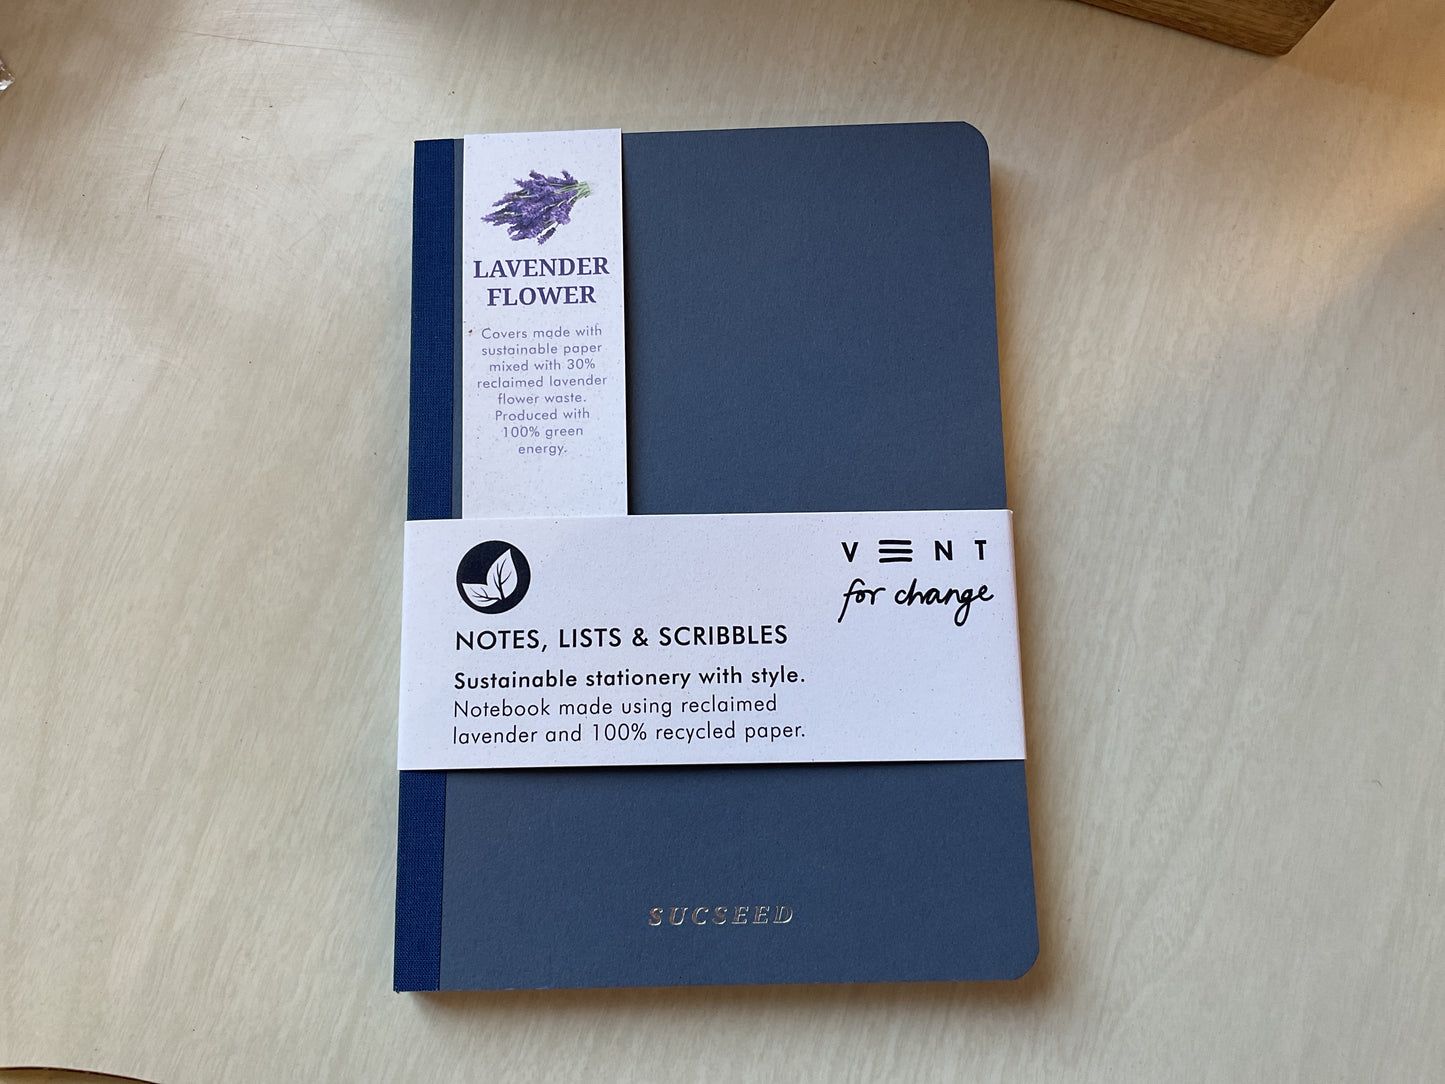 LAVENDER
FLOWER
Covers made with
sustainable paper
mixed with 30%
reclaimed lavender
flower waste.
Produced with
100% green
energy.
V E N T
for change
NOTES, LISTS & SCRIBBLES
Sustainable stationery with style.
Notebook made using reclaimed
lavender and 100% recycled paper.
SUCSEED